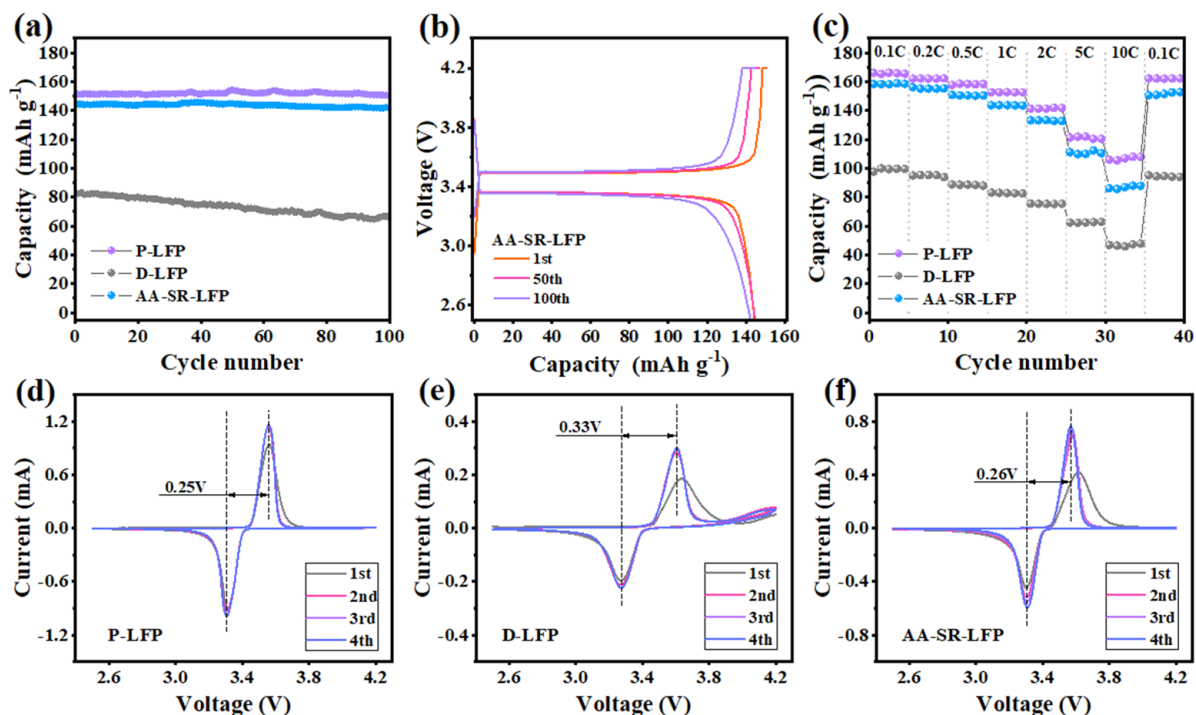 (a)
180
160
140
120
100
80
60
40
20
0
Capacity (mAh g-1)
P-LFP
D-LFP
AA-SR-LFP
0 20 40 60 80 100
Cycle number
(b)
4.2
3.8
3.4
3.0
2.6
Voltage (V)
AA-SR-LFP
1st
50th
100th
0 20 40 60 80 100 120 140 160
Capacity (mAh g-1)
(c)
180
160
140
120
100
80
60
40
20
0
Capacity (mAh g-1)
0.1C 0.2C 0.5C 1C 2C 5C 10C 0.1C
P-LFP
D-LFP
AA-SR-LFP
0 10 20 30 40
Cycle number
(d)
1.2
0.6
0.0
-0.6
-1.2
Current (mA)
0.25V
1st
2nd
3rd
4th
P-LFP
2.6 3.0 3.4 3.8 4.2
Voltage (V)
(e)
0.4
0.2
0.0
-0.2
-0.4
Current (mA)
0.33V
1st
2nd
3rd
4th
D-LFP
2.6 3.0 3.4 3.8 4.2
Voltage (V)
(f)
0.8
0.4
0.0
-0.4
-0.8
Current (mA)
0.26V
1st
2nd
3rd
4th
AA-SR-LFP
2.6 3.0 3.4 3.8 4.2
Voltage (V)